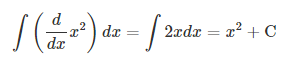 ∫ (d/dx x²) dx = ∫ 2xdx = x² + C